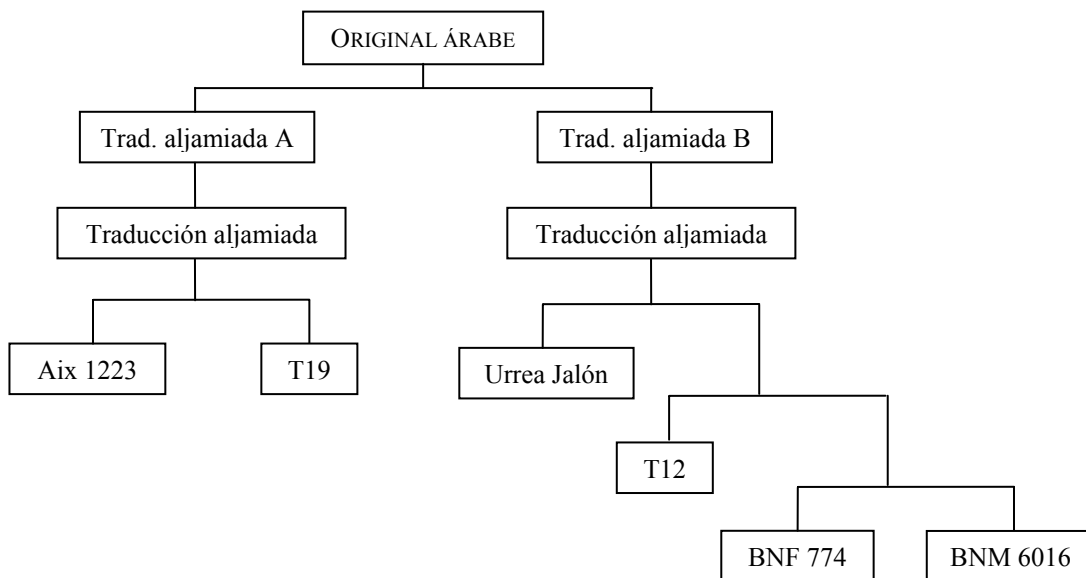 ORIGINAL ÁRABE
Trad. aljamiada A
Trad. aljamiada B
Traducción aljamiada
Traducción aljamiada
Aix 1223
T19
Urrea Jalón
T12
BNF 774
BNM 6016